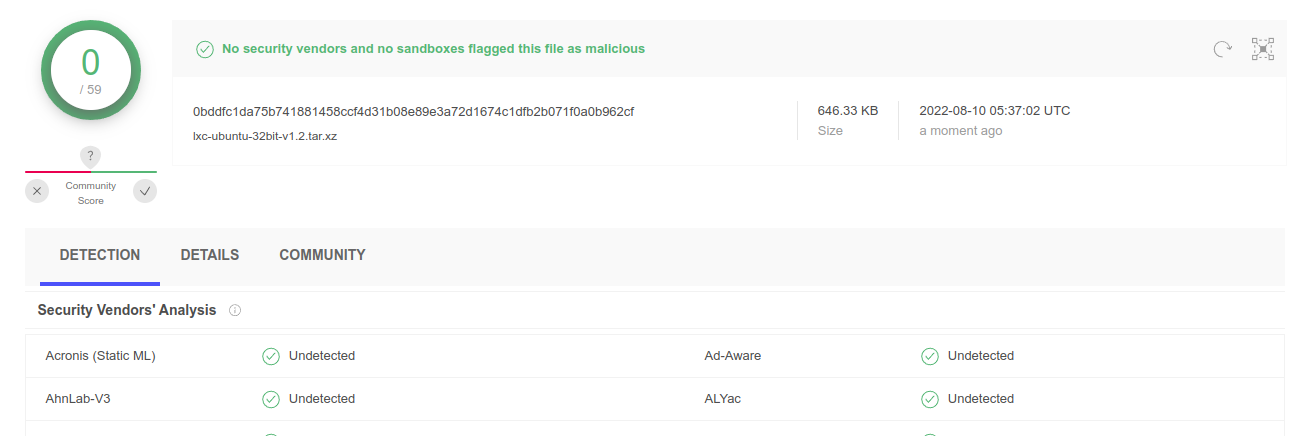 0
/ 59
?
Community
Score
No security vendors and no sandboxes flagged this file as malicious
0bddfc1da75b741881458ccf4d31b08e89e3a72d1674c1dfb2b071f0a0b962cf
lxc-ubuntu-32bit-v1.2.tar.xz
646.33 KB
Size
2022-08-10 05:37:02 UTC
a moment ago
DETECTION DETAILS COMMUNITY
Security Vendors' Analysis
Acronis (Static ML) Undetected Ad-Aware Undetected
AhnLab-V3 Undetected ALYac Undetected